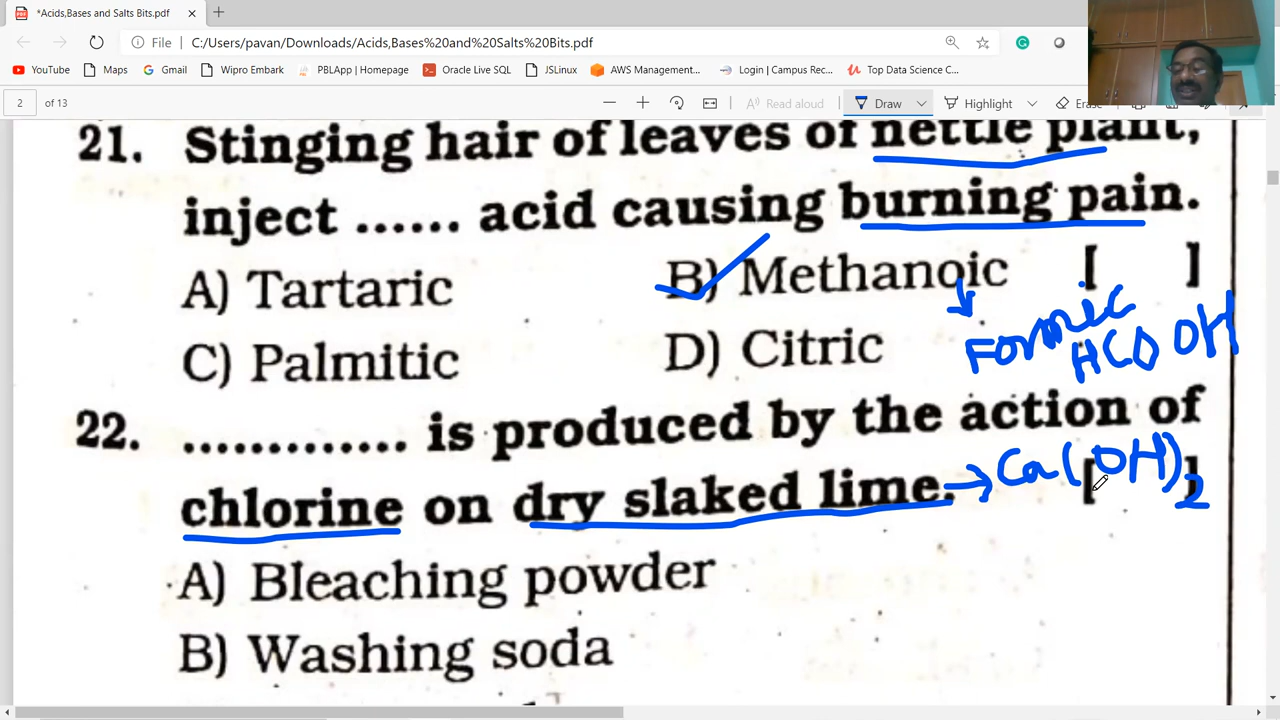 *Acids,Bases and Salts Bits.pdf
File C:/Users/pavan/Downloads/Acids,Bases%20and%20Salts%20Bits.pdf
YouTube Maps Gmail Wipro Embark PBLApp | Homepage Oracle Live SQL JSLinux AWS Management... Login | Campus Rec... Top Data Science C...
2 of 13 Read aloud Draw Highlight Erase
21. Stinging hair of leaves of nettle plant,
inject ...... acid causing burning pain.
A) Tartaric B) Methanoic [ ]
Formic
HCOOH
C) Palmitic D) Citric
22. ............. is produced by the action of
chlorine on dry slaked lime. → Ca(OH)2 [ ]
A) Bleaching powder
B) Washing soda